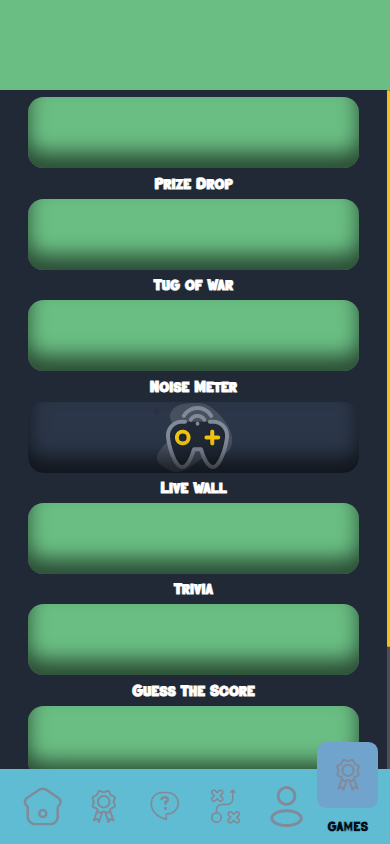 Prize Drop
Tug of War
Noise Meter
Live Wall
Trivia
Guess The Score
Games